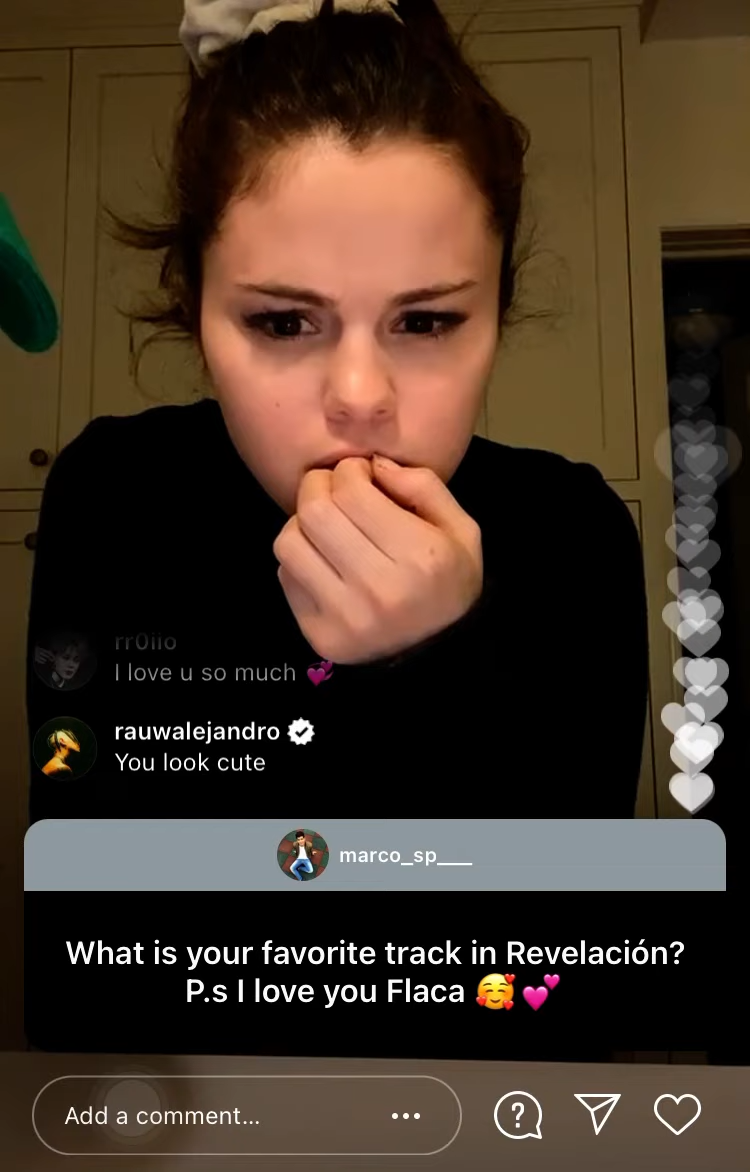 rr0iio
I love u so much
rauwalejandro
You look cute
marco_sp___
What is your favorite track in Revelación?
P.s I love you Flaca 🥰 💕
Add a comment...